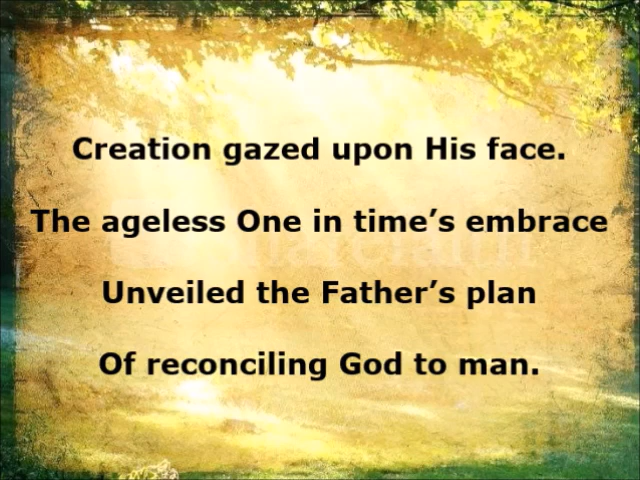 Creation gazed upon His face.
The ageless One in time’s embrace
Unveiled the Father’s plan
Of reconciling God to man.